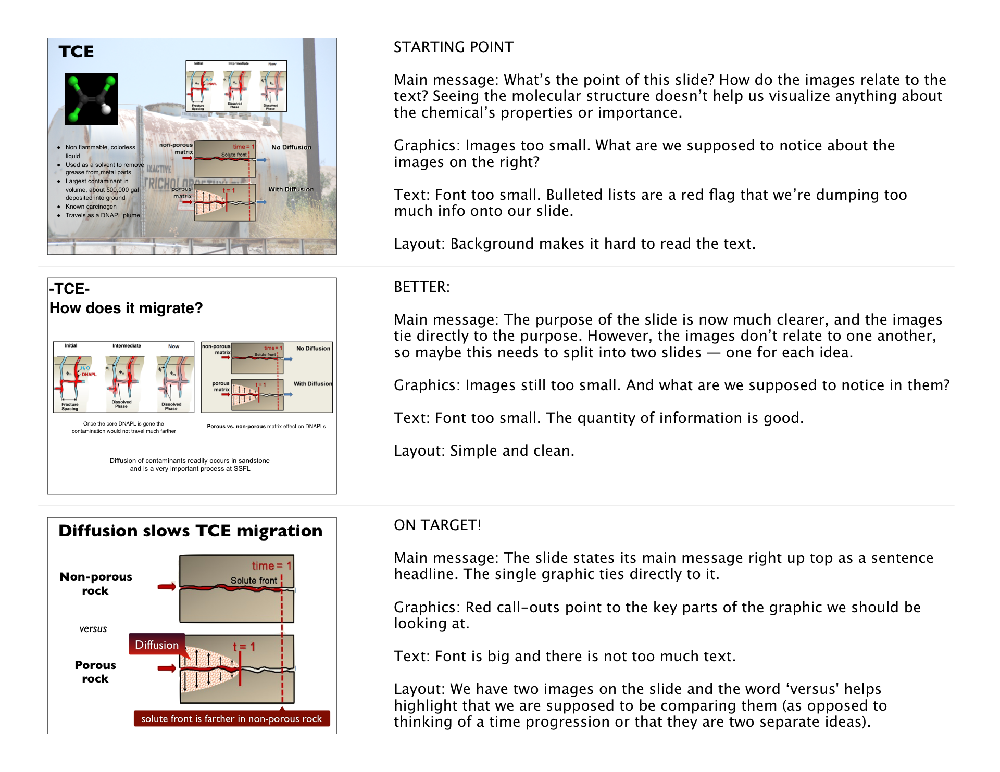 TCE
Initial Intermediate Now
ϕm H₂O
DNAPL
Fracture
Spacing
Dissolved
Phase
Dissolved
Phase
TRICHLOROETHYLENE
non-porous
matrix
time = 1
Solute front
No Diffusion
INACTIVE
TRICHLOROETHYLENE
porous
matrix
t = 1
With Diffusion
● Non flammable, colorless
liquid
● Used as a solvent to remove
grease from metal parts
● Largest contaminant in
volume, about 500,000 gal
deposited into ground
● Known carcinogen
● Travels as a DNAPL plume
STARTING POINT
Main message: What’s the point of this slide? How do the images relate to the
text? Seeing the molecular structure doesn’t help us visualize anything about
the chemical’s properties or importance.
Graphics: Images too small. What are we supposed to notice about the
images on the right?
Text: Font too small. Bulleted lists are a red flag that we’re dumping too
much info onto our slide.
Layout: Background makes it hard to read the text.
-TCE-
How does it migrate?
Initial Intermediate Now
ϕm H₂O
DNAPL
Φf Φm
ϕf ϕm
Fracture
Spacing
Dissolved
Phase
Dissolved
Phase
non-porous
matrix
time = 1
Solute front
No Diffusion
porous
matrix
t = 1
With Diffusion
Once the core DNAPL is gone the
contamination would not travel much farther
Porous vs. non-porous matrix effect on DNAPLs
Diffusion of contaminants readily occurs in sandstone
and is a very important process at SSFL
BETTER:
Main message: The purpose of the slide is now much clearer, and the images
tie directly to the purpose. However, the images don’t relate to one another,
so maybe this needs to split into two slides — one for each idea.
Graphics: Images still too small. And what are we supposed to notice in them?
Text: Font too small. The quantity of information is good.
Layout: Simple and clean.
Diffusion slows TCE migration
Non-porous
rock
time = 1
Solute front
versus
Diffusion
t = 1
Porous
rock
solute front is farther in non-porous rock
ON TARGET!
Main message: The slide states its main message right up top as a sentence
headline. The single graphic ties directly to it.
Graphics: Red call-outs point to the key parts of the graphic we should be
looking at.
Text: Font is big and there is not too much text.
Layout: We have two images on the slide and the word ‘versus' helps
highlight that we are supposed to be comparing them (as opposed to
thinking of a time progression or that they are two separate ideas).